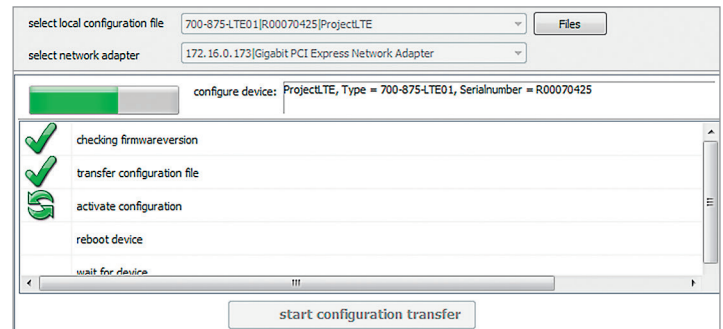 select local configuration file 700-875-LTE01|R00070425|ProjectLTE Files
select network adapter 172.16.0.173|Gigabit PCI Express Network Adapter
configure device: ProjectLTE, Type = 700-875-LTE01, Serialnumber = R00070425
checking firmwareversion
transfer configuration file
activate configuration
reboot device
wait for device
start configuration transfer